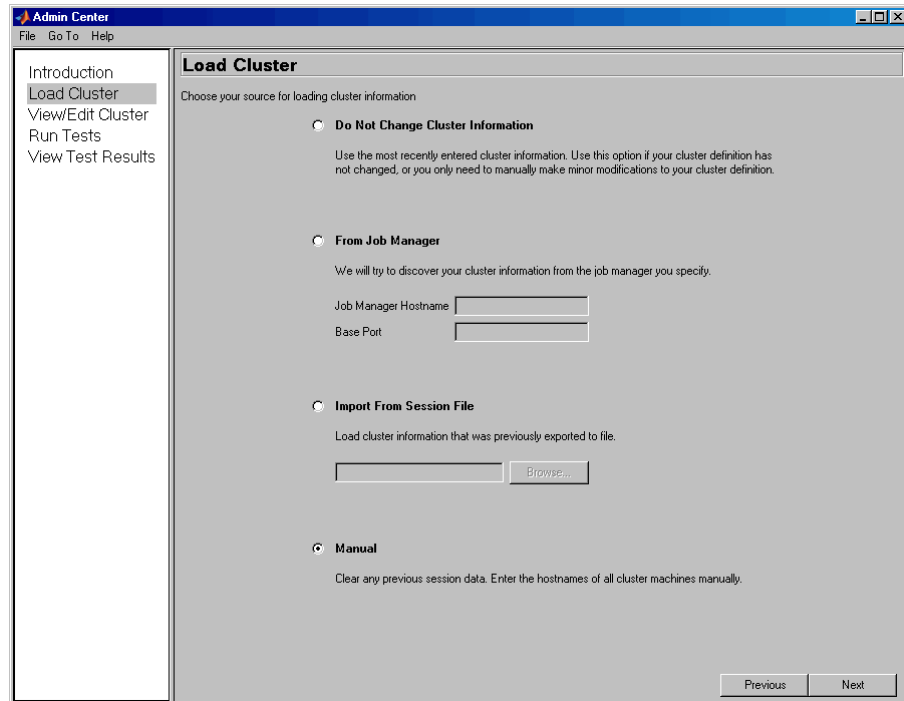 Admin Center
File Go To Help
Introduction
Load Cluster
View/Edit Cluster
Run Tests
View Test Results
Load Cluster
Choose your source for loading cluster information
Do Not Change Cluster Information
Use the most recently entered cluster information. Use this option if your cluster definition has
not changed, or you only need to manually make minor modifications to your cluster definition.
From Job Manager
We will try to discover your cluster information from the job manager you specify.
Job Manager Hostname
Base Port
Import From Session File
Load cluster information that was previously exported to file.
Browse...
Manual
Clear any previous session data. Enter the hostnames of all cluster machines manually.
Previous Next